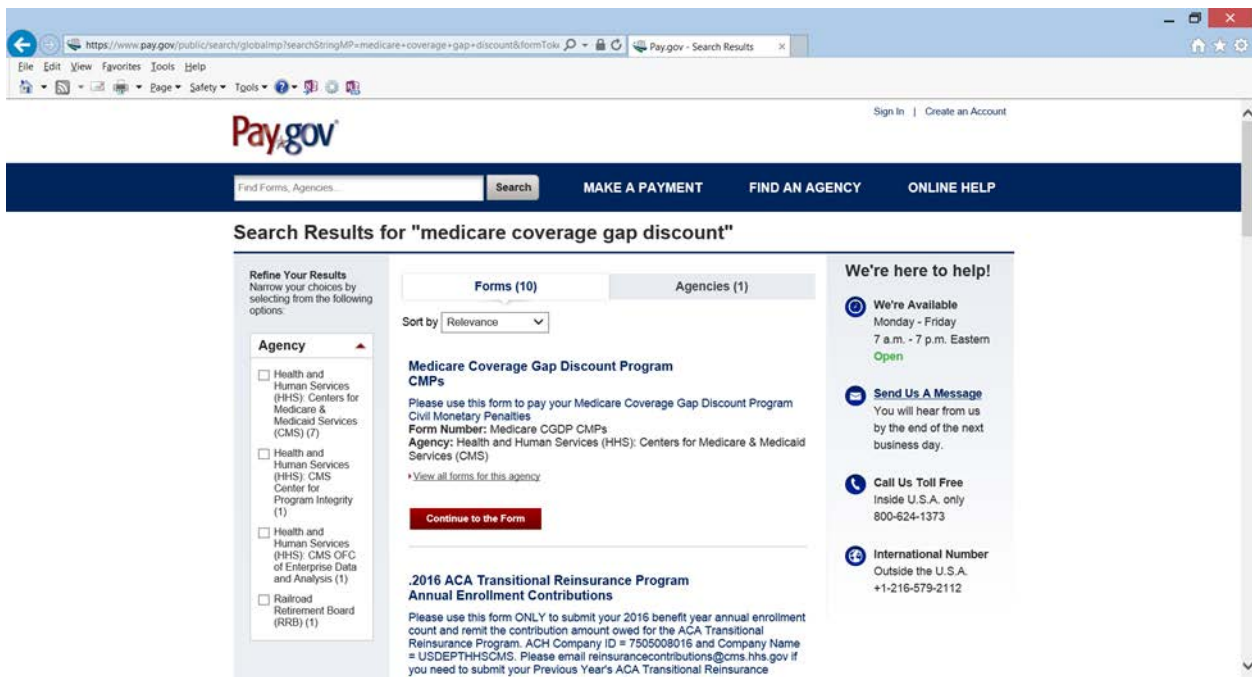 https://www.pay.gov/public/search/globalmp?searchStringMP=medicare+coverage+gap+discount&formTok
Pay.gov - Search Results
File Edit View Favorites Tools Help
Page Safety Tools
Sign In | Create an Account
Pay.gov
Find Forms, Agencies...
Search
MAKE A PAYMENT
FIND AN AGENCY
ONLINE HELP
Search Results for "medicare coverage gap discount"
Refine Your Results
Narrow your choices by
selecting from the following
options:
Agency
Health and
Human Services
(HHS): Centers for
Medicare &
Medicaid Services
(CMS) (7)
Health and
Human Services
(HHS): CMS
Center for
Program Integrity
(1)
Health and
Human Services
(HHS): CMS OFC
of Enterprise Data
and Analysis (1)
Railroad
Retirement Board
(RRB) (1)
Forms (10)
Agencies (1)
Sort by Relevance
Medicare Coverage Gap Discount Program
CMPs
Please use this form to pay your Medicare Coverage Gap Discount Program
Civil Monetary Penalties
Form Number: Medicare CGDP CMPs
Agency: Health and Human Services (HHS): Centers for Medicare & Medicaid
Services (CMS)
View all forms for this agency
Continue to the Form
.2016 ACA Transitional Reinsurance Program
Annual Enrollment Contributions
Please use this form ONLY to submit your 2016 benefit year annual enrollment
count and remit the contribution amount owed for the ACA Transitional
Reinsurance Program. ACH Company ID = 7505008016 and Company Name
= USDEPTHHSCMS. Please email reinsurancecontributions@cms.hhs.gov if
you need to submit your Previous Year's ACA Transitional Reinsurance
We're here to help!
We're Available
Monday - Friday
7 a.m. - 7 p.m. Eastern
Open
Send Us A Message
You will hear from us
by the end of the next
business day.
Call Us Toll Free
Inside U.S.A. only
800-624-1373
International Number
Outside the U.S.A.
+1-216-579-2112